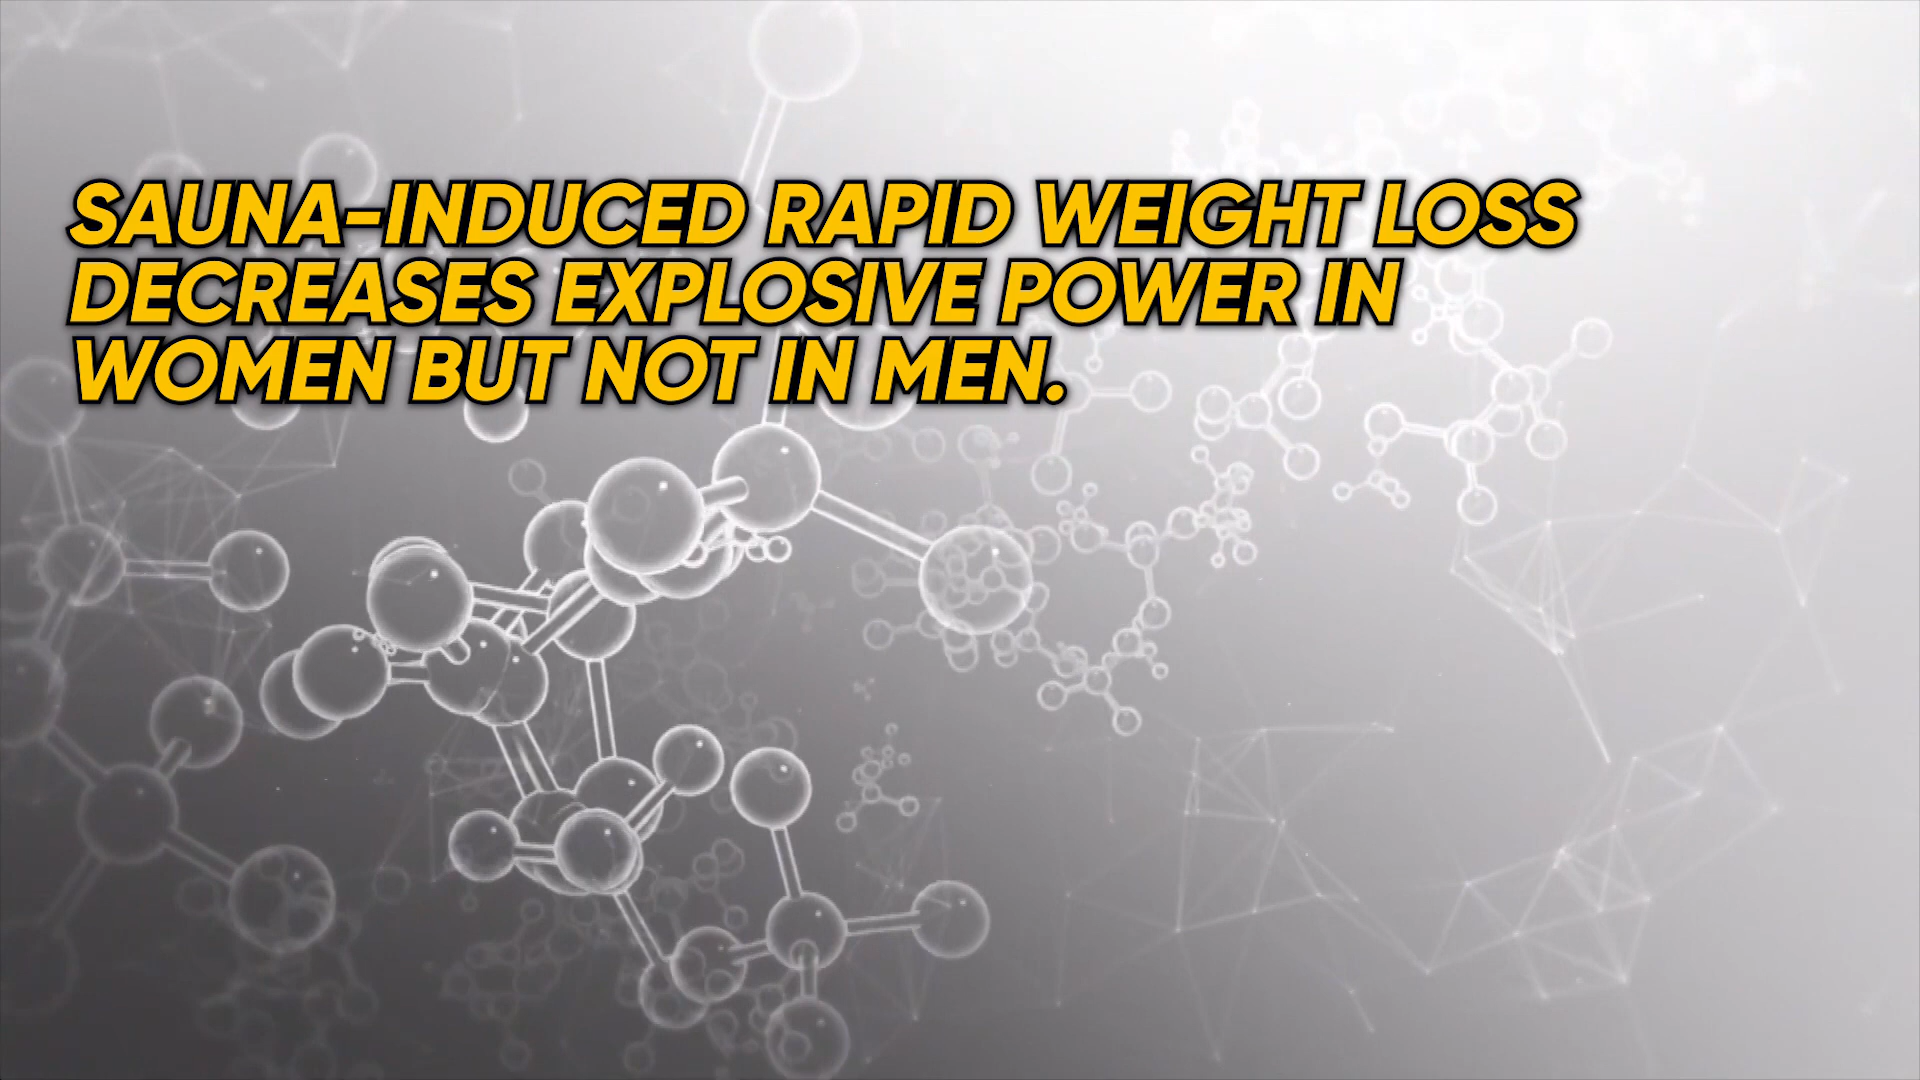 SAUNA-INDUCED RAPID WEIGHT LOSS
DECREASES EXPLOSIVE POWER IN
WOMEN BUT NOT IN MEN.